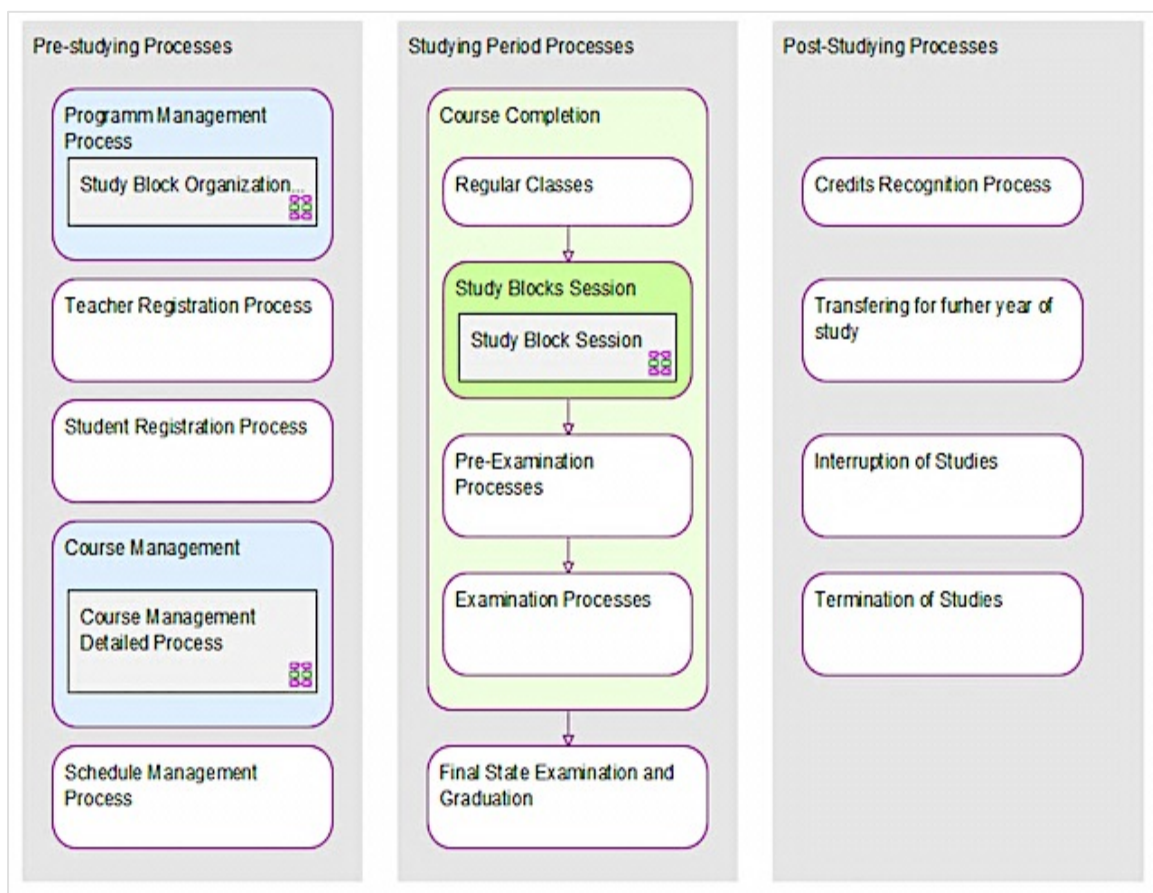 Pre-studying Processes
Programm Management
Process
Study Block Organization...
Teacher Registration Process
Student Registration Process
Course Management
Course Management
Detailed Process
Schedule Management
Process
Studying Period Processes
Course Completion
Regular Classes
Study Blocks Session
Study Block Session
Pre-Examination
Processes
Examination Processes
Final State Examination and
Graduation
Post-Studiying Processes
Credits Recognition Process
Transfering for furher year of
study
Interruption of Studies
Termination of Studies